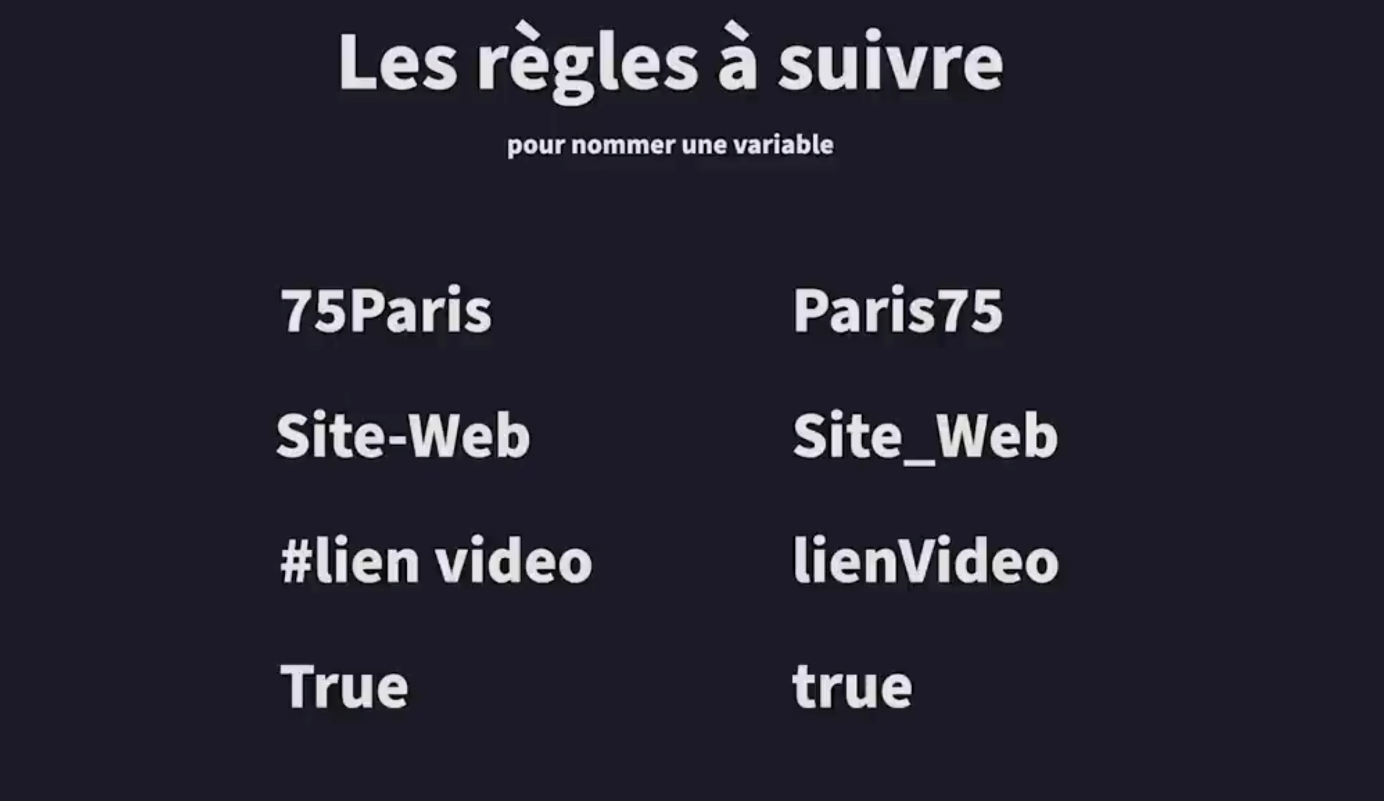 Les règles à suivre
pour nommer une variable
75Paris Paris75
Site-Web Site_Web
#lien video lienVideo
True true